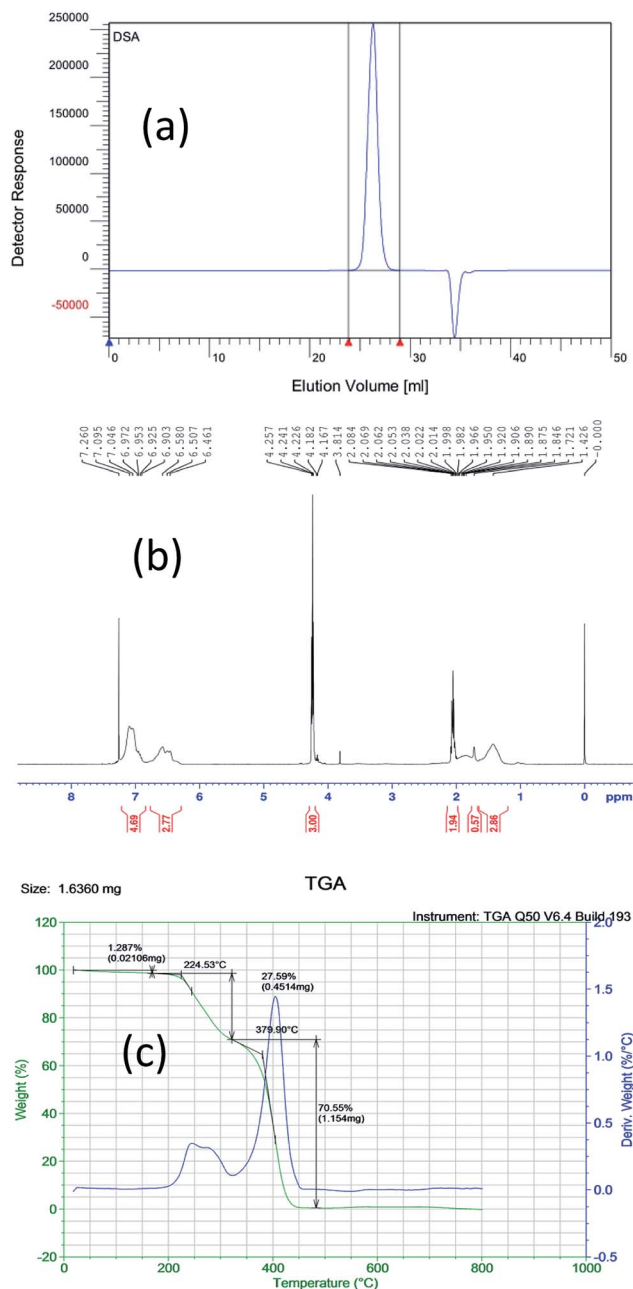 DSA
(a)
Detector Response
250000
200000
150000
100000
50000
0
-50000
0 10 20 30 40 50
Elution Volume [ml]
7.260 7.095 7.046 6.972 6.953 6.925 6.903 6.580 6.507 6.461 4.257 4.241 4.226 4.182 4.167 3.814 2.084 2.069 2.062 2.053 2.038 2.022 2.014 1.998 1.982 1.966 1.950 1.920 1.906 1.890 1.875 1.846 1.721 1.426 -0.000
(b)
8 7 6 5 4 3 2 1 0 ppm
4.69 2.77 3.00 1.94 0.57 2.86
Size: 1.6360 mg
TGA
Instrument: TGA Q50 V6.4 Build 193
120
100
80
60
40
20
0
-20
Weight (%)
1.287%
(0.02106mg)
224.53°C
27.59%
(0.4514mg)
379.90°C
(c)
70.55%
(1.154mg)
2.0
1.5
1.0
0.5
0.0
-0.5
Deriv. Weight (%/°C)
0 200 400 600 800 1000
Temperature (°C)